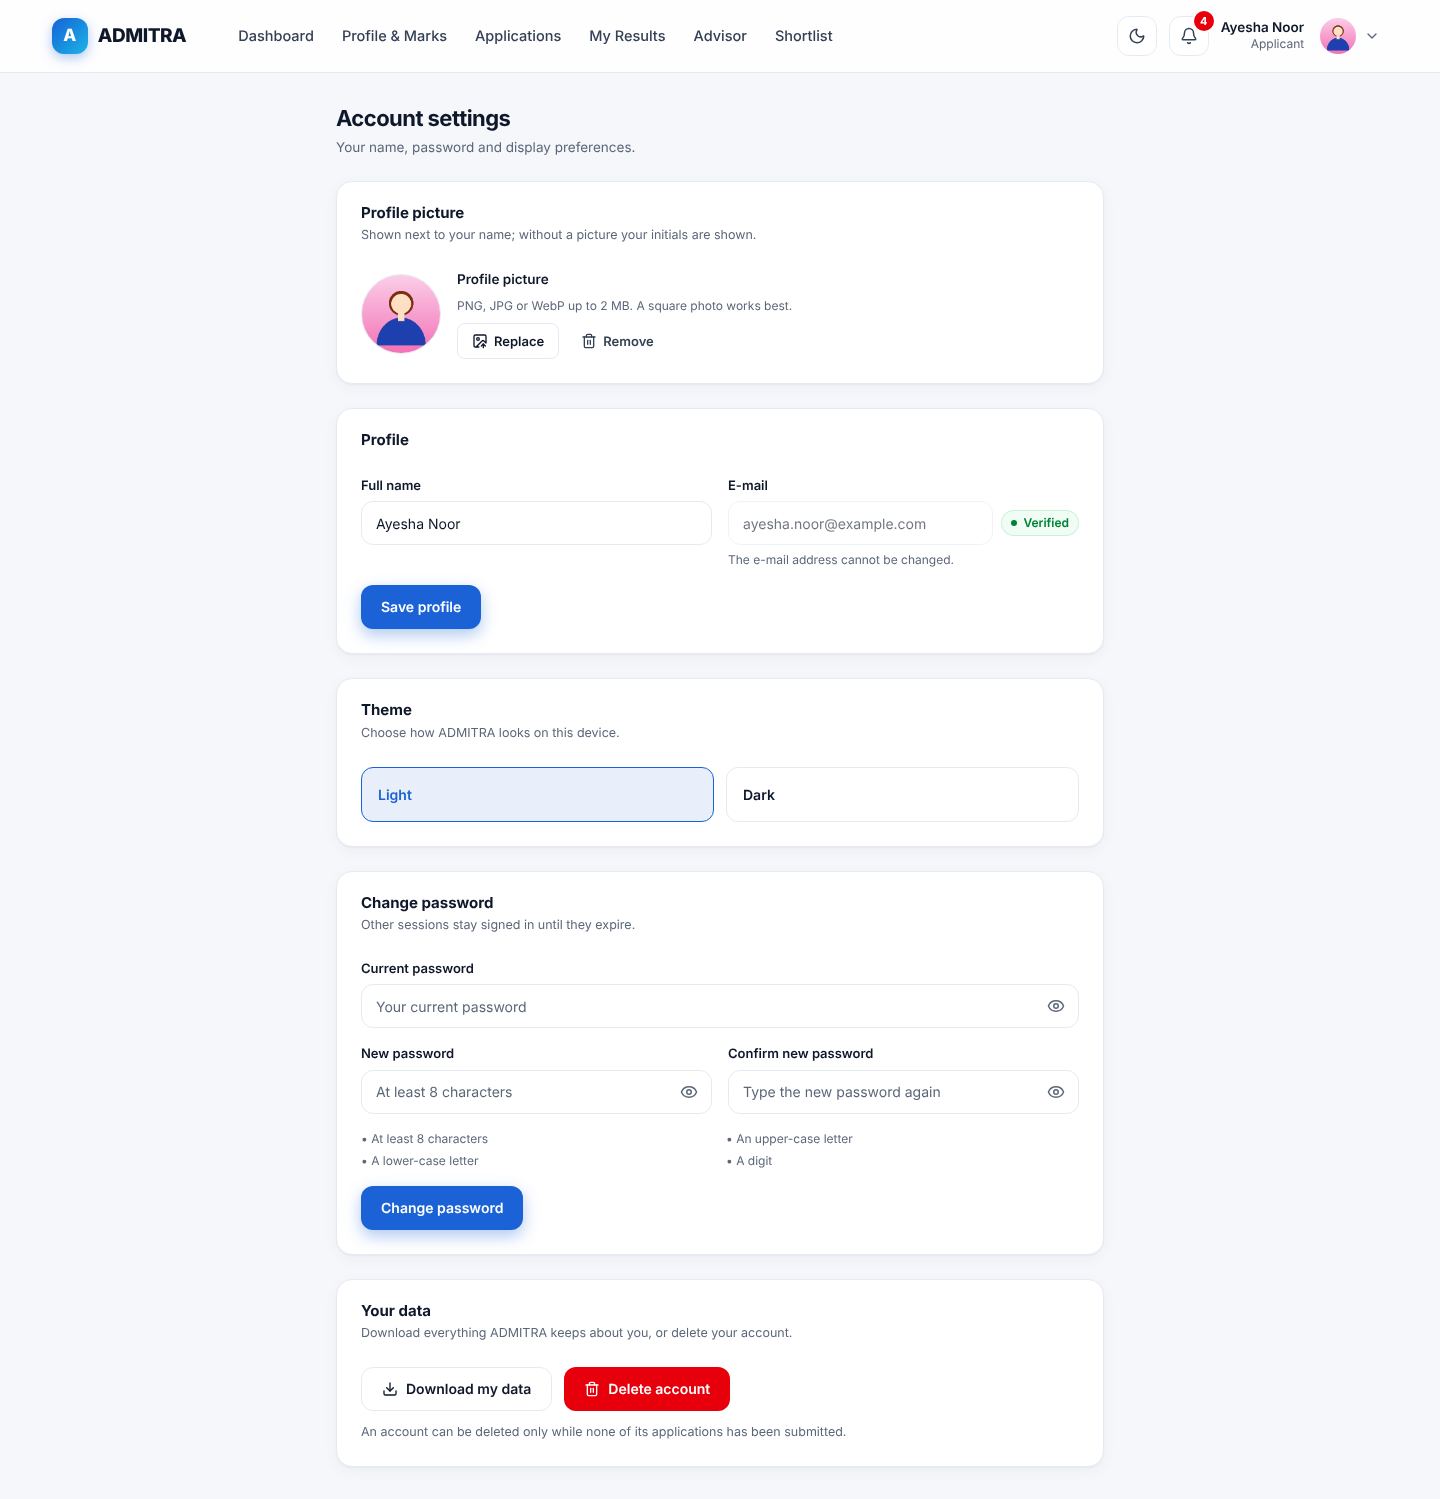 A ADMITRA Dashboard Profile & Marks Applications My Results Advisor Shortlist 4 Ayesha Noor
Applicant
Account settings
Your name, password and display preferences.
Profile picture
Shown next to your name; without a picture your initials are shown.
Profile picture
PNG, JPG or WebP up to 2 MB. A square photo works best.
Replace Remove
Profile
Full name E-mail
Ayesha Noor ayesha.noor@example.com Verified
The e-mail address cannot be changed.
Save profile
Theme
Choose how ADMITRA looks on this device.
Light Dark
Change password
Other sessions stay signed in until they expire.
Current password
Your current password
New password Confirm new password
At least 8 characters Type the new password again
• At least 8 characters • An upper-case letter
• A lower-case letter • A digit
Change password
Your data
Download everything ADMITRA keeps about you, or delete your account.
Download my data Delete account
An account can be deleted only while none of its applications has been submitted.